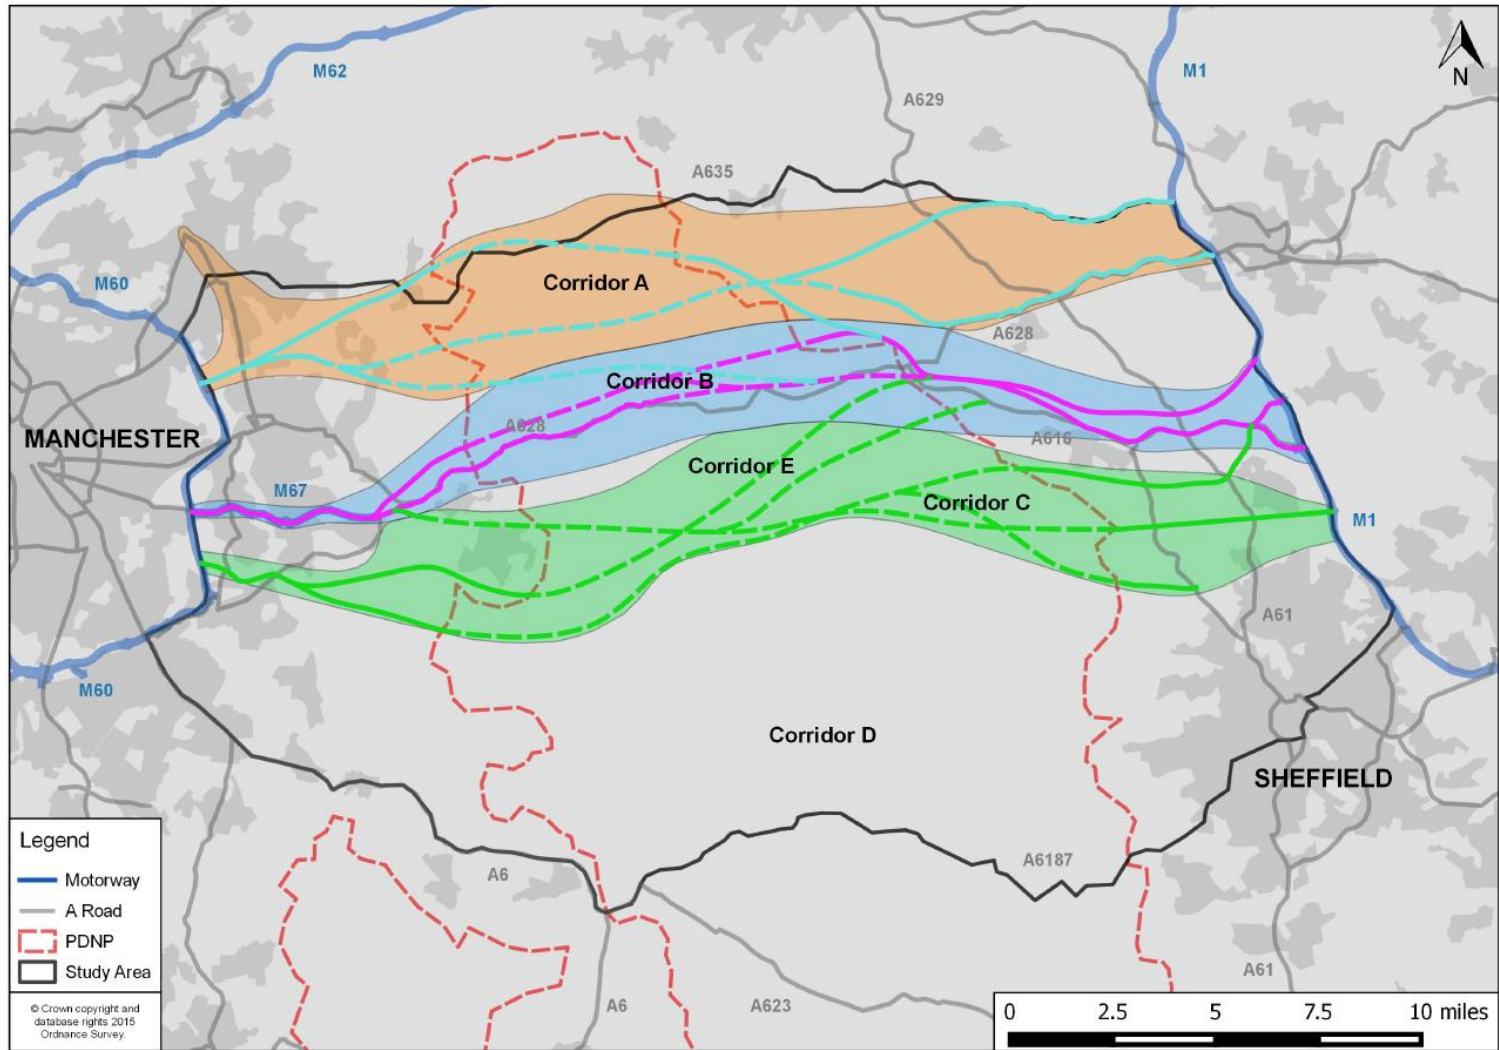 M62
M1
N
A629
A635
M60
Corridor A
A628
Corridor B
MANCHESTER
A628
A616
Corridor E
M67
Corridor C
M1
A61
M60
Corridor D
SHEFFIELD
Legend
Motorway
A Road
PDNP
Study Area
© Crown copyright and
database rights 2015
Ordnance Survey.
A6
A6187
A6
A623
A61
0 2.5 5 7.5 10 miles